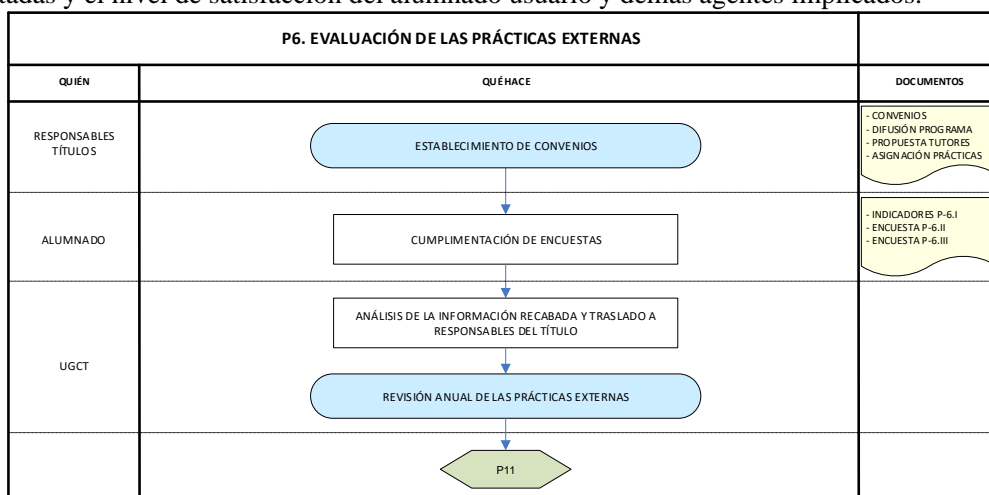 y el nivel de satisfacción del alumnado usuario y demás agentes implicados.
P6. EVALUACIÓN DE LAS PRÁCTICAS EXTERNAS
QUIÉN
QUÉ HACE
DOCUMENTOS
RESPONSABLES
TÍTULOS
ESTABLECIMIENTO DE CONVENIOS
- CONVENIOS
- DIFUSIÓN PROGRAMA
- PROPUESTA TUTORES
- ASIGNACIÓN PRÁCTICAS
ALUMNADO
CUMPLIMENTACIÓN DE ENCUESTAS
- INDICADORES P-6.I
- ENCUESTA P-6.II
- ENCUESTA P-6.III
UGCT
ANÁLISIS DE LA INFORMACIÓN RECABADA Y TRASLADO A
RESPONSABLES DEL TÍTULO
REVISIÓN ANUAL DE LAS PRÁCTICAS EXTERNAS
P11